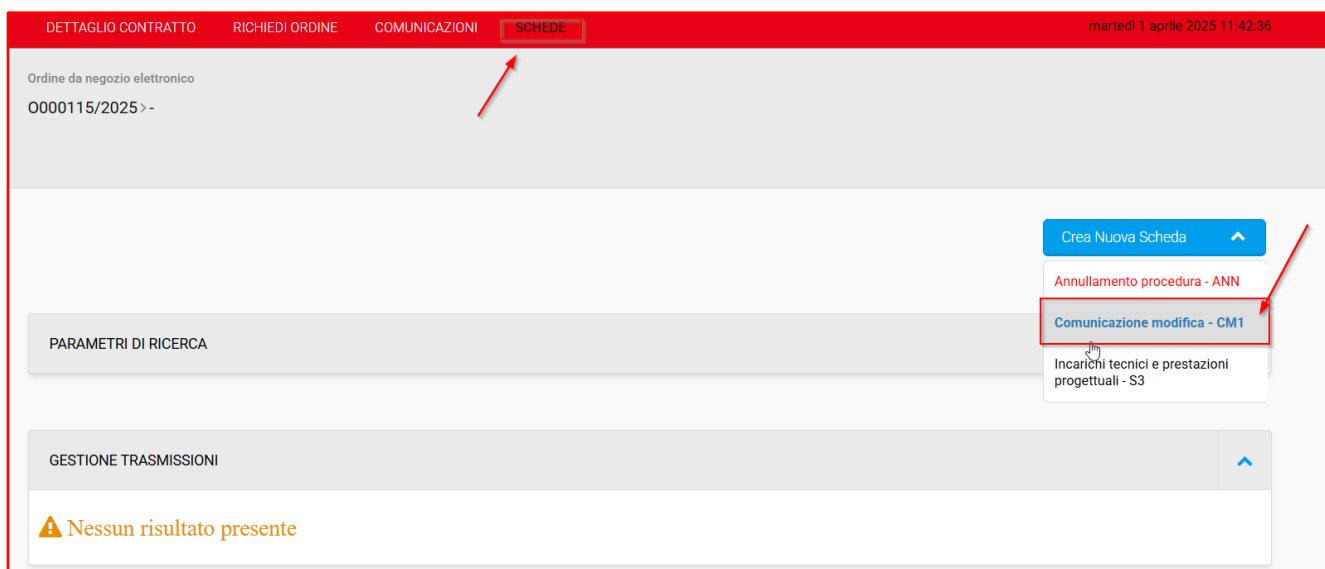 DETTAGLIO CONTRATTO RICHIEDI ORDINE COMUNICAZIONI SCHEDE martedì 1 aprile 2025 11:42:36
Ordine da negozio elettronico
O000115/2025 > -
Crea Nuova Scheda
Annullamento procedura - ANN
Comunicazione modifica - CM1
Incarichi tecnici e prestazioni
progettuali - S3
PARAMETRI DI RICERCA
GESTIONE TRASMISSIONI
Nessun risultato presente